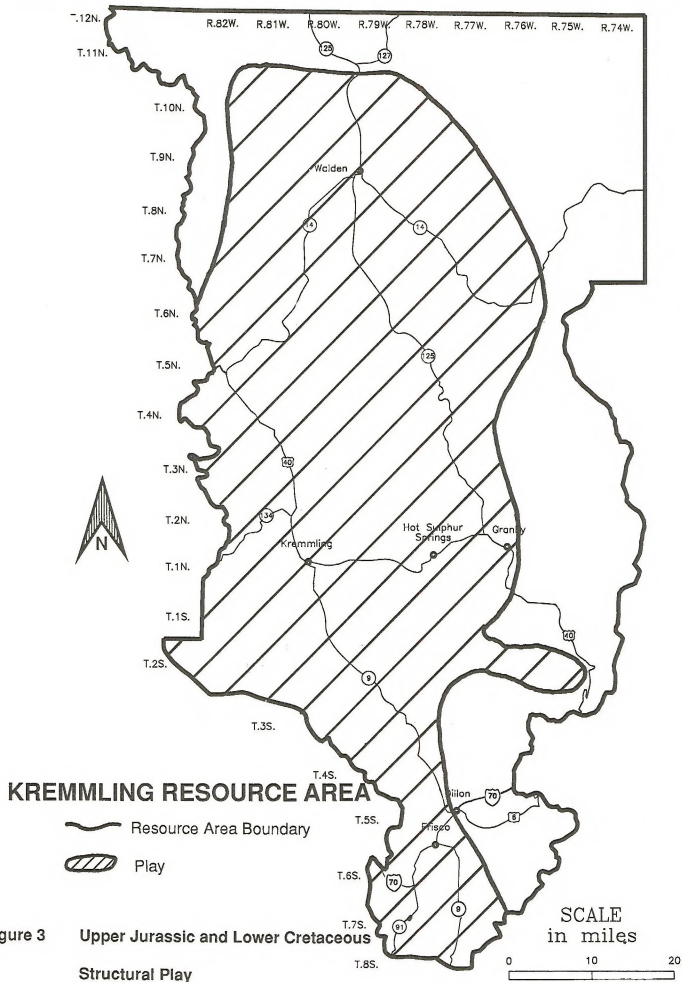 T.12N.
R.82W. R.81W. R.80W. R.79W. R.78W. R.77W. R.76W. R.75W. R.74W.
T.11N.
125
127
T.10N.
T.9N.
Walden
T.8N.
14
14
T.7N.
T.6N.
125
T.5N.
T.4N.
40
T.3N.
T.2N.
134
Hot Sulphur
Springs
Granby
Kremmling
N
T.1N.
T.1S.
40
T.2S.
9
T.3S.
T.4S.
KREMMLING RESOURCE AREA
70
Dillon
Resource Area Boundary
T.5S.
6
Frisco
Play
T.6S.
70
9
T.7S.
91
SCALE
in miles
gure 3 Upper Jurassic and Lower Cretaceous
Structural Play
T.8S.
0 10 20